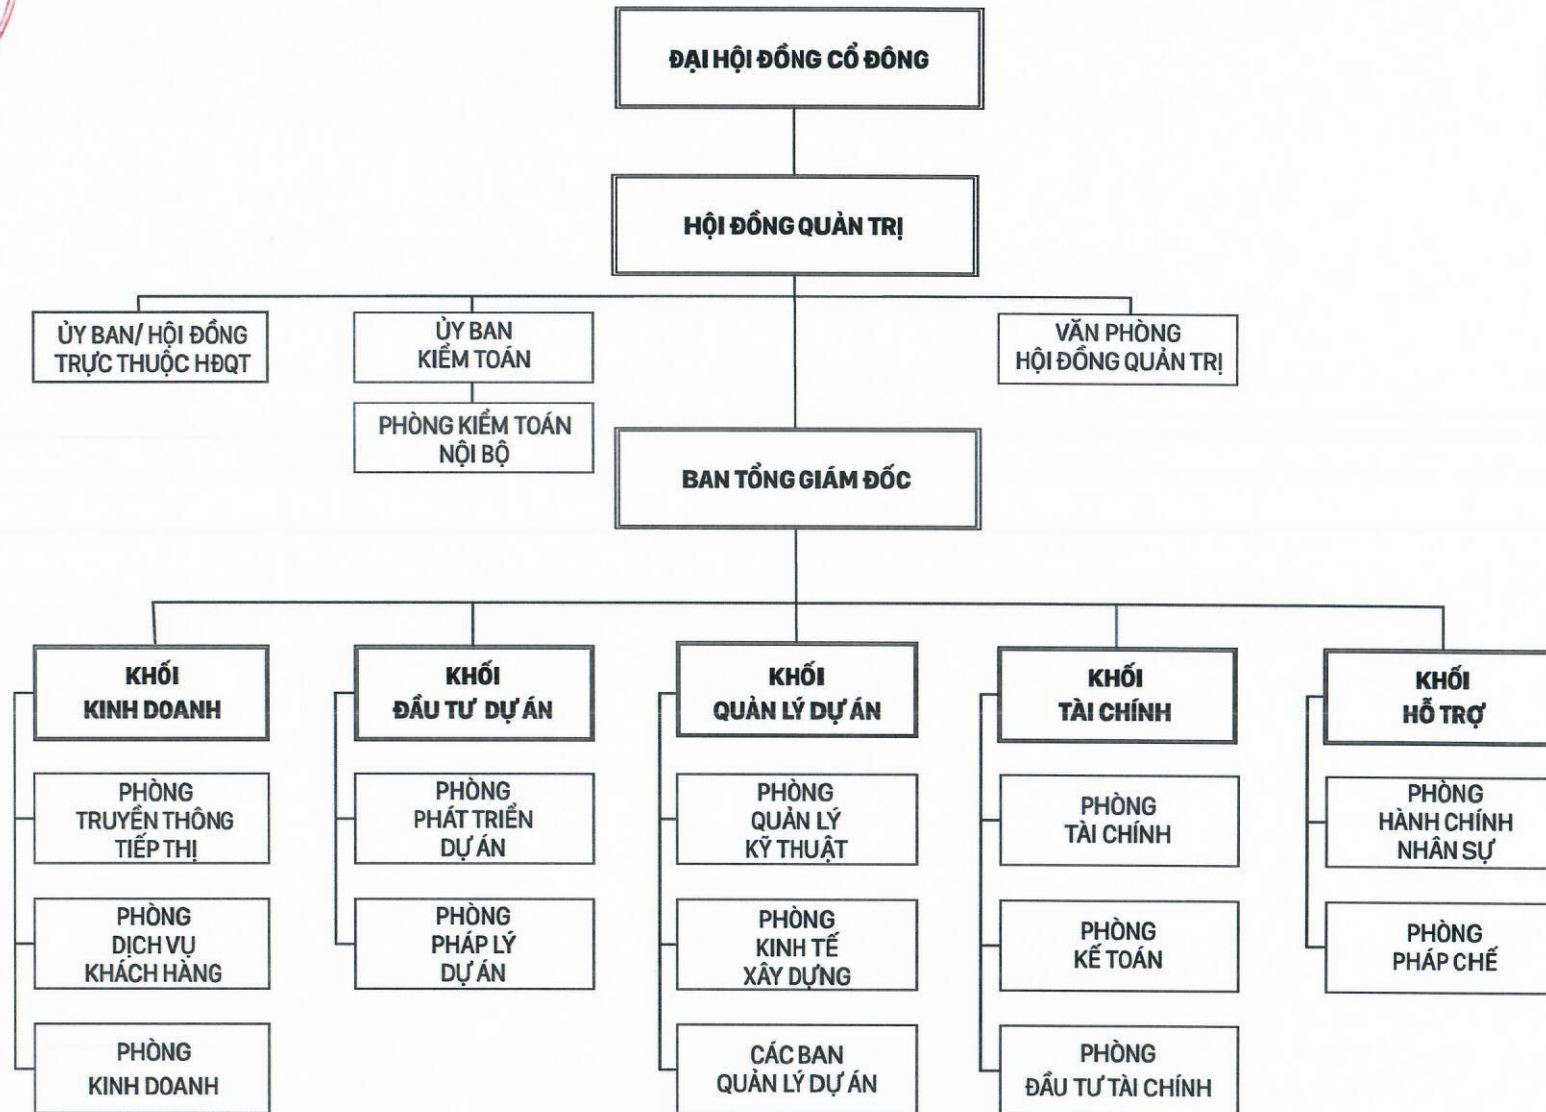 ĐẠI HỘI ĐỒNG CỔ ĐÔNG
HỘI ĐỒNG QUẢN TRỊ
ỦY BAN/ HỘI ĐỒNG
TRỰC THUỘC HĐQT
ỦY BAN
KIỂM TOÁN
VĂN PHÒNG
HỘI ĐỒNG QUẢN TRỊ
PHÒNG KIỂM TOÁN
NỘI BỘ
BAN TỔNG GIÁM ĐỐC
KHỐI
KINH DOANH
PHÒNG
TRUYỀN THÔNG
TIẾP THỊ
PHÒNG
DỊCH VỤ
KHÁCH HÀNG
PHÒNG
KINH DOANH
KHỐI
ĐẦU TƯ DỰ ÁN
PHÒNG
PHÁT TRIỂN
DỰ ÁN
PHÒNG
PHÁP LÝ
DỰ ÁN
KHỐI
QUẢN LÝ DỰ ÁN
PHÒNG
QUẢN LÝ
KỸ THUẬT
PHÒNG
KINH TẾ
XÂY DỰNG
CÁC BAN
QUẢN LÝ DỰ ÁN
KHỐI
TÀI CHÍNH
PHÒNG
TÀI CHÍNH
PHÒNG
KẾ TOÁN
PHÒNG
ĐẦU TƯ TÀI CHÍNH
KHỐI
HỖ TRỢ
PHÒNG
HÀNH CHÍNH
NHÂN SỰ
PHÒNG
PHÁP CHẾ